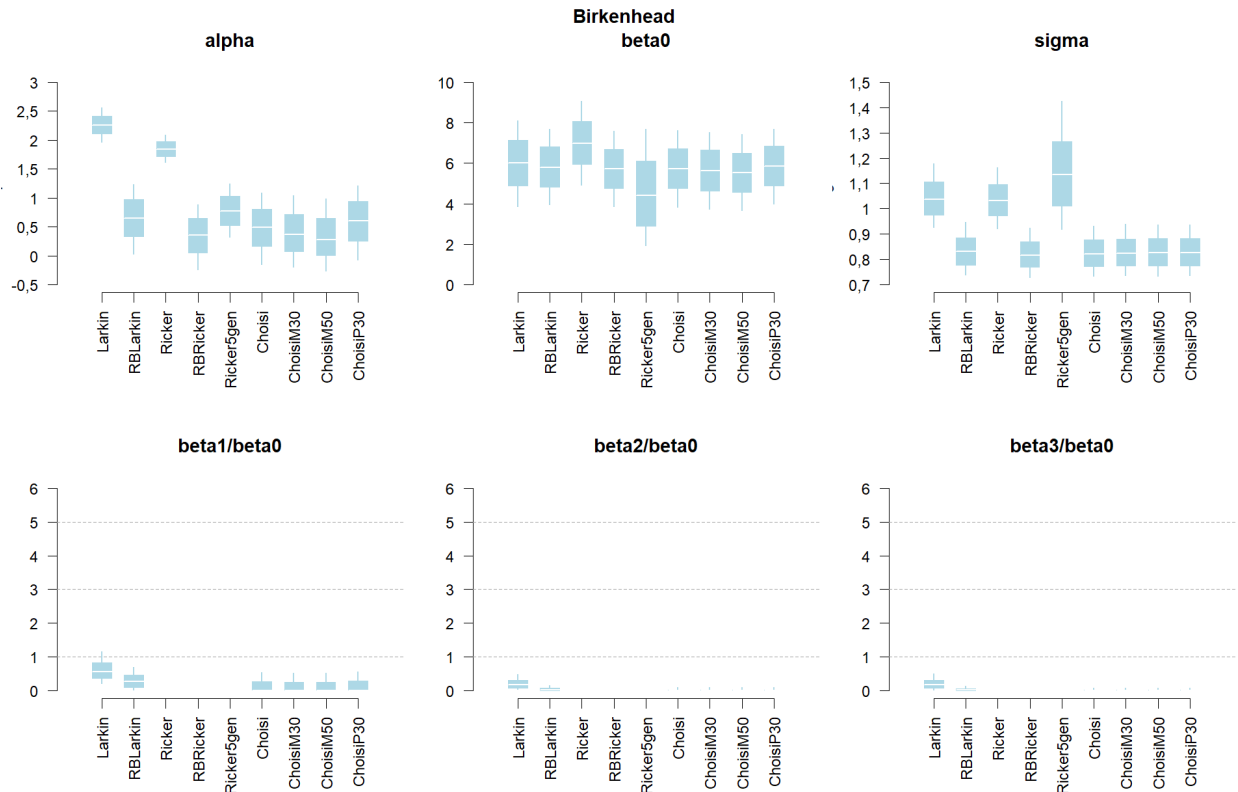 Birkenhead
alpha
beta0
sigma
3
2,5
2
1,5
1
0,5
0
-0,5
Larkin
RBLarkin
Ricker
RBRicker
Ricker5gen
Choisi
ChoisiM30
ChoisiM50
ChoisiP30
10
8
6
4
2
0
Larkin
RBLarkin
Ricker
RBRicker
Ricker5gen
Choisi
ChoisiM30
ChoisiM50
ChoisiP30
1,5
1,4
1,3
1,2
1,1
1
0,9
0,8
0,7
Larkin
RBLarkin
Ricker
RBRicker
Ricker5gen
Choisi
ChoisiM30
ChoisiM50
ChoisiP30
beta1/beta0
beta2/beta0
beta3/beta0
6
5
4
3
2
1
0
Larkin
RBLarkin
Ricker
RBRicker
Ricker5gen
Choisi
ChoisiM30
ChoisiM50
ChoisiP30
6
5
4
3
2
1
0
Larkin
RBLarkin
Ricker
RBRicker
Ricker5gen
Choisi
ChoisiM30
ChoisiM50
ChoisiP30
6
5
4
3
2
1
0
Larkin
RBLarkin
Ricker
RBRicker
Ricker5gen
Choisi
ChoisiM30
ChoisiM50
ChoisiP30